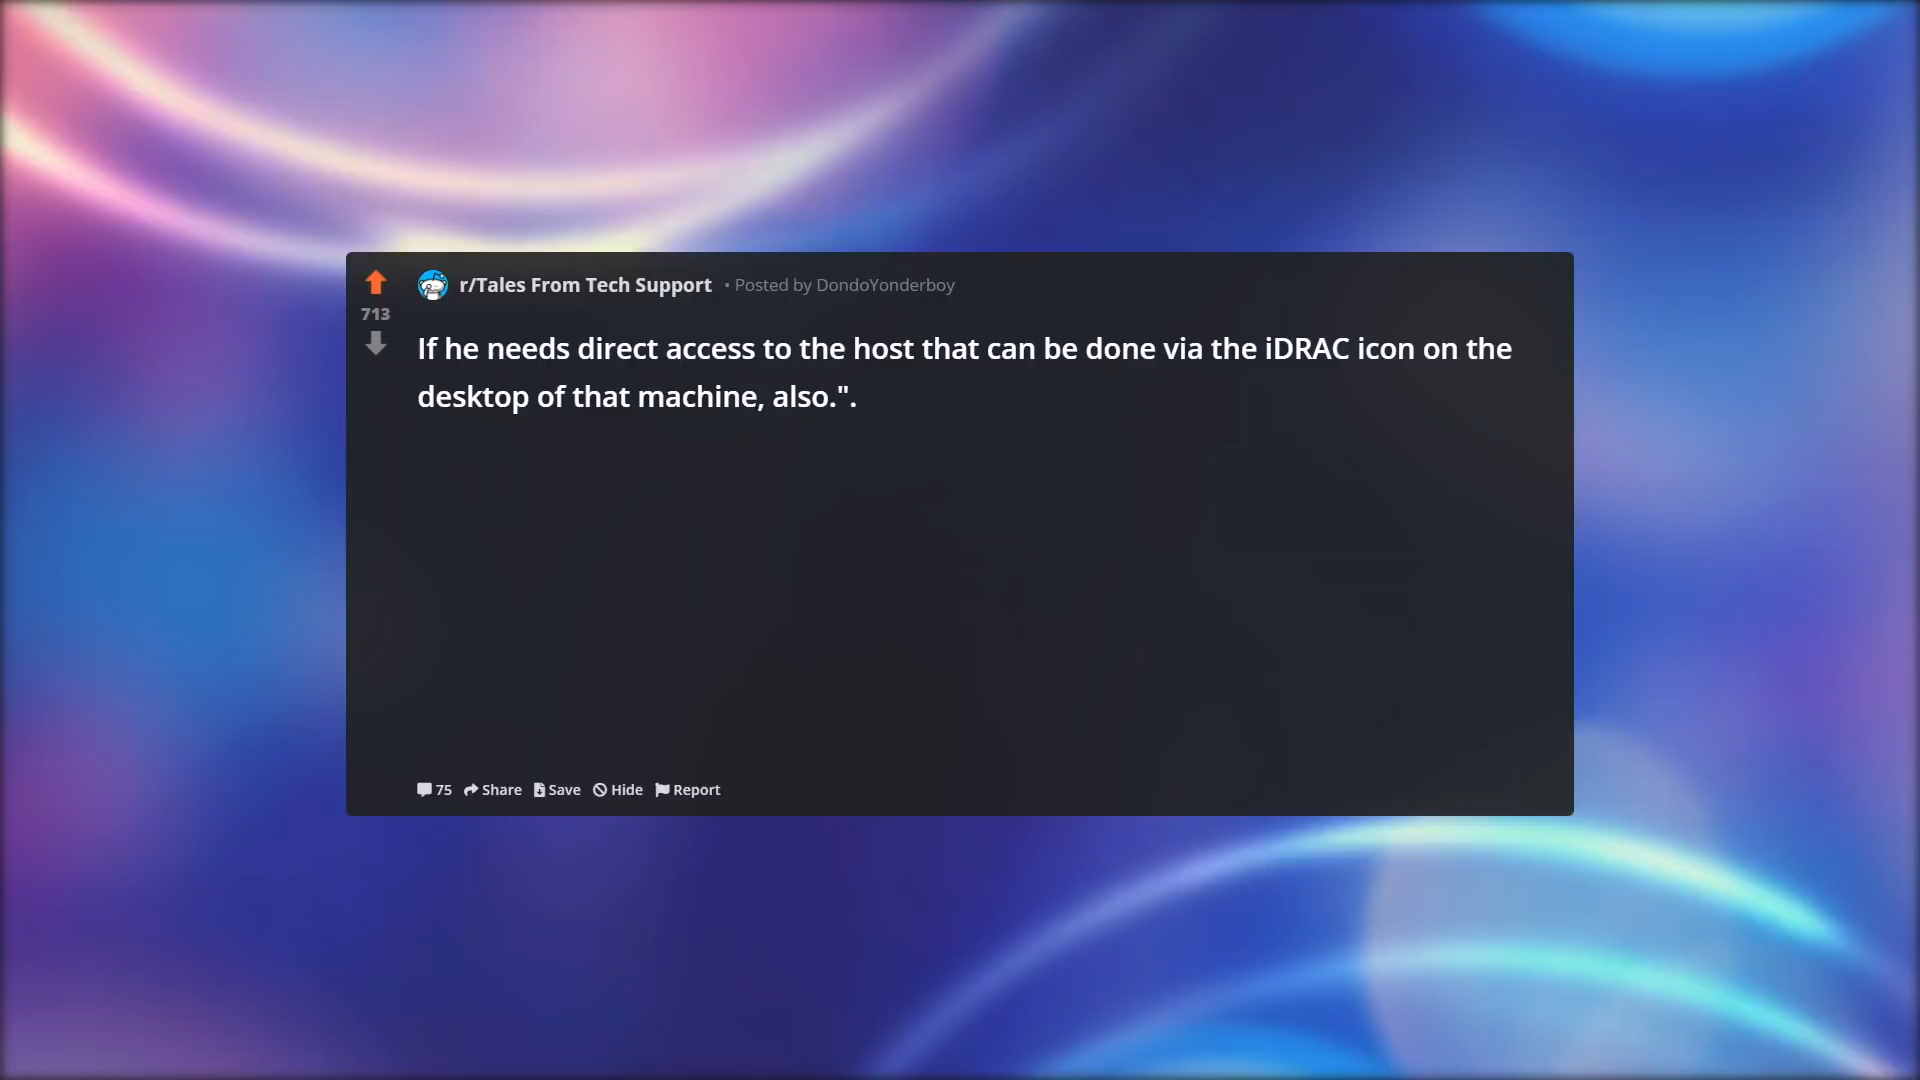 r/Tales From Tech Support • Posted by DondoYonderboy
713
If he needs direct access to the host that can be done via the iDRAC icon on the
desktop of that machine, also.".
75 Share Save Hide Report